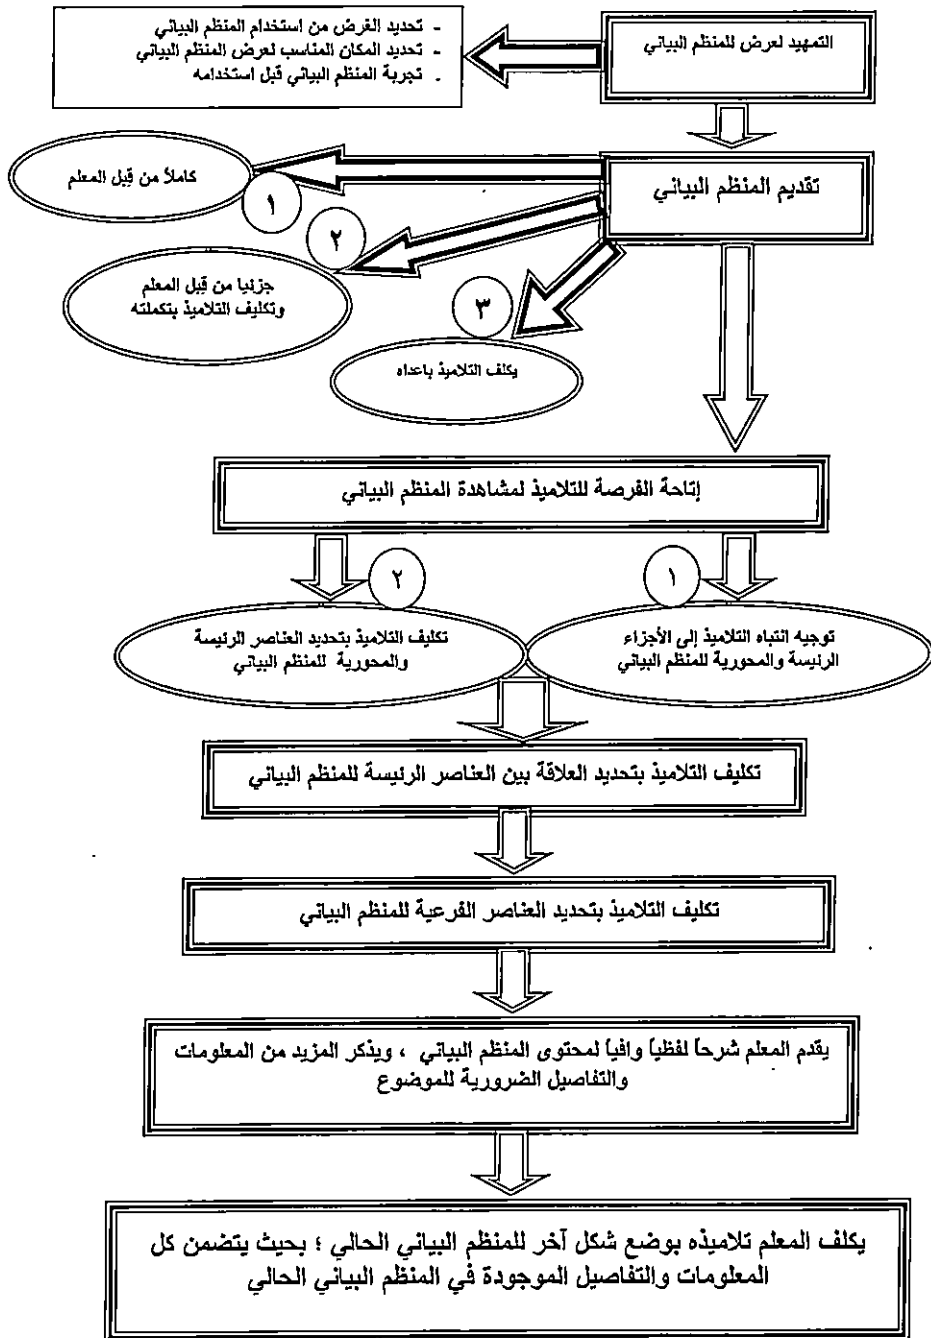 التمهيد لعرض للمنظم البياني
- تحديد الغرض من استخدام المنظم البياني
- تحديد المكان المناسب لعرض المنظم البياني
- تجربة المنظم البياني قبل استخدامه
تقديم المنظم البياني
١
كاملاً من قِبل المعلم
٢
جزئيا من قِبل المعلم
وتكليف التلاميذ بتكملته
٣
يكلف التلاميذ باعداه
إتاحة الفرصة للتلاميذ لمشاهدة المنظم البياني
١
توجيه انتباه التلاميذ إلى الأجزاء
الرئيسة والمحورية للمنظم البياني
٢
تكليف التلاميذ بتحديد العناصر الرئيسة
والمحورية للمنظم البياني
تكليف التلاميذ بتحديد العلاقة بين العناصر الرئيسة للمنظم البياني
تكليف التلاميذ بتحديد العناصر الفرعية للمنظم البياني
يقدم المعلم شرحاً لفظياً وافياً لمحتوى المنظم البياني ، ويذكر المزيد من المعلومات
والتفاصيل الضرورية للموضوع
يكلف المعلم تلاميذه بوضع شكل آخر للمنظم البياني الحالي ؛ بحيث يتضمن كل
المعلومات والتفاصيل الموجودة في المنظم البياني الحالي